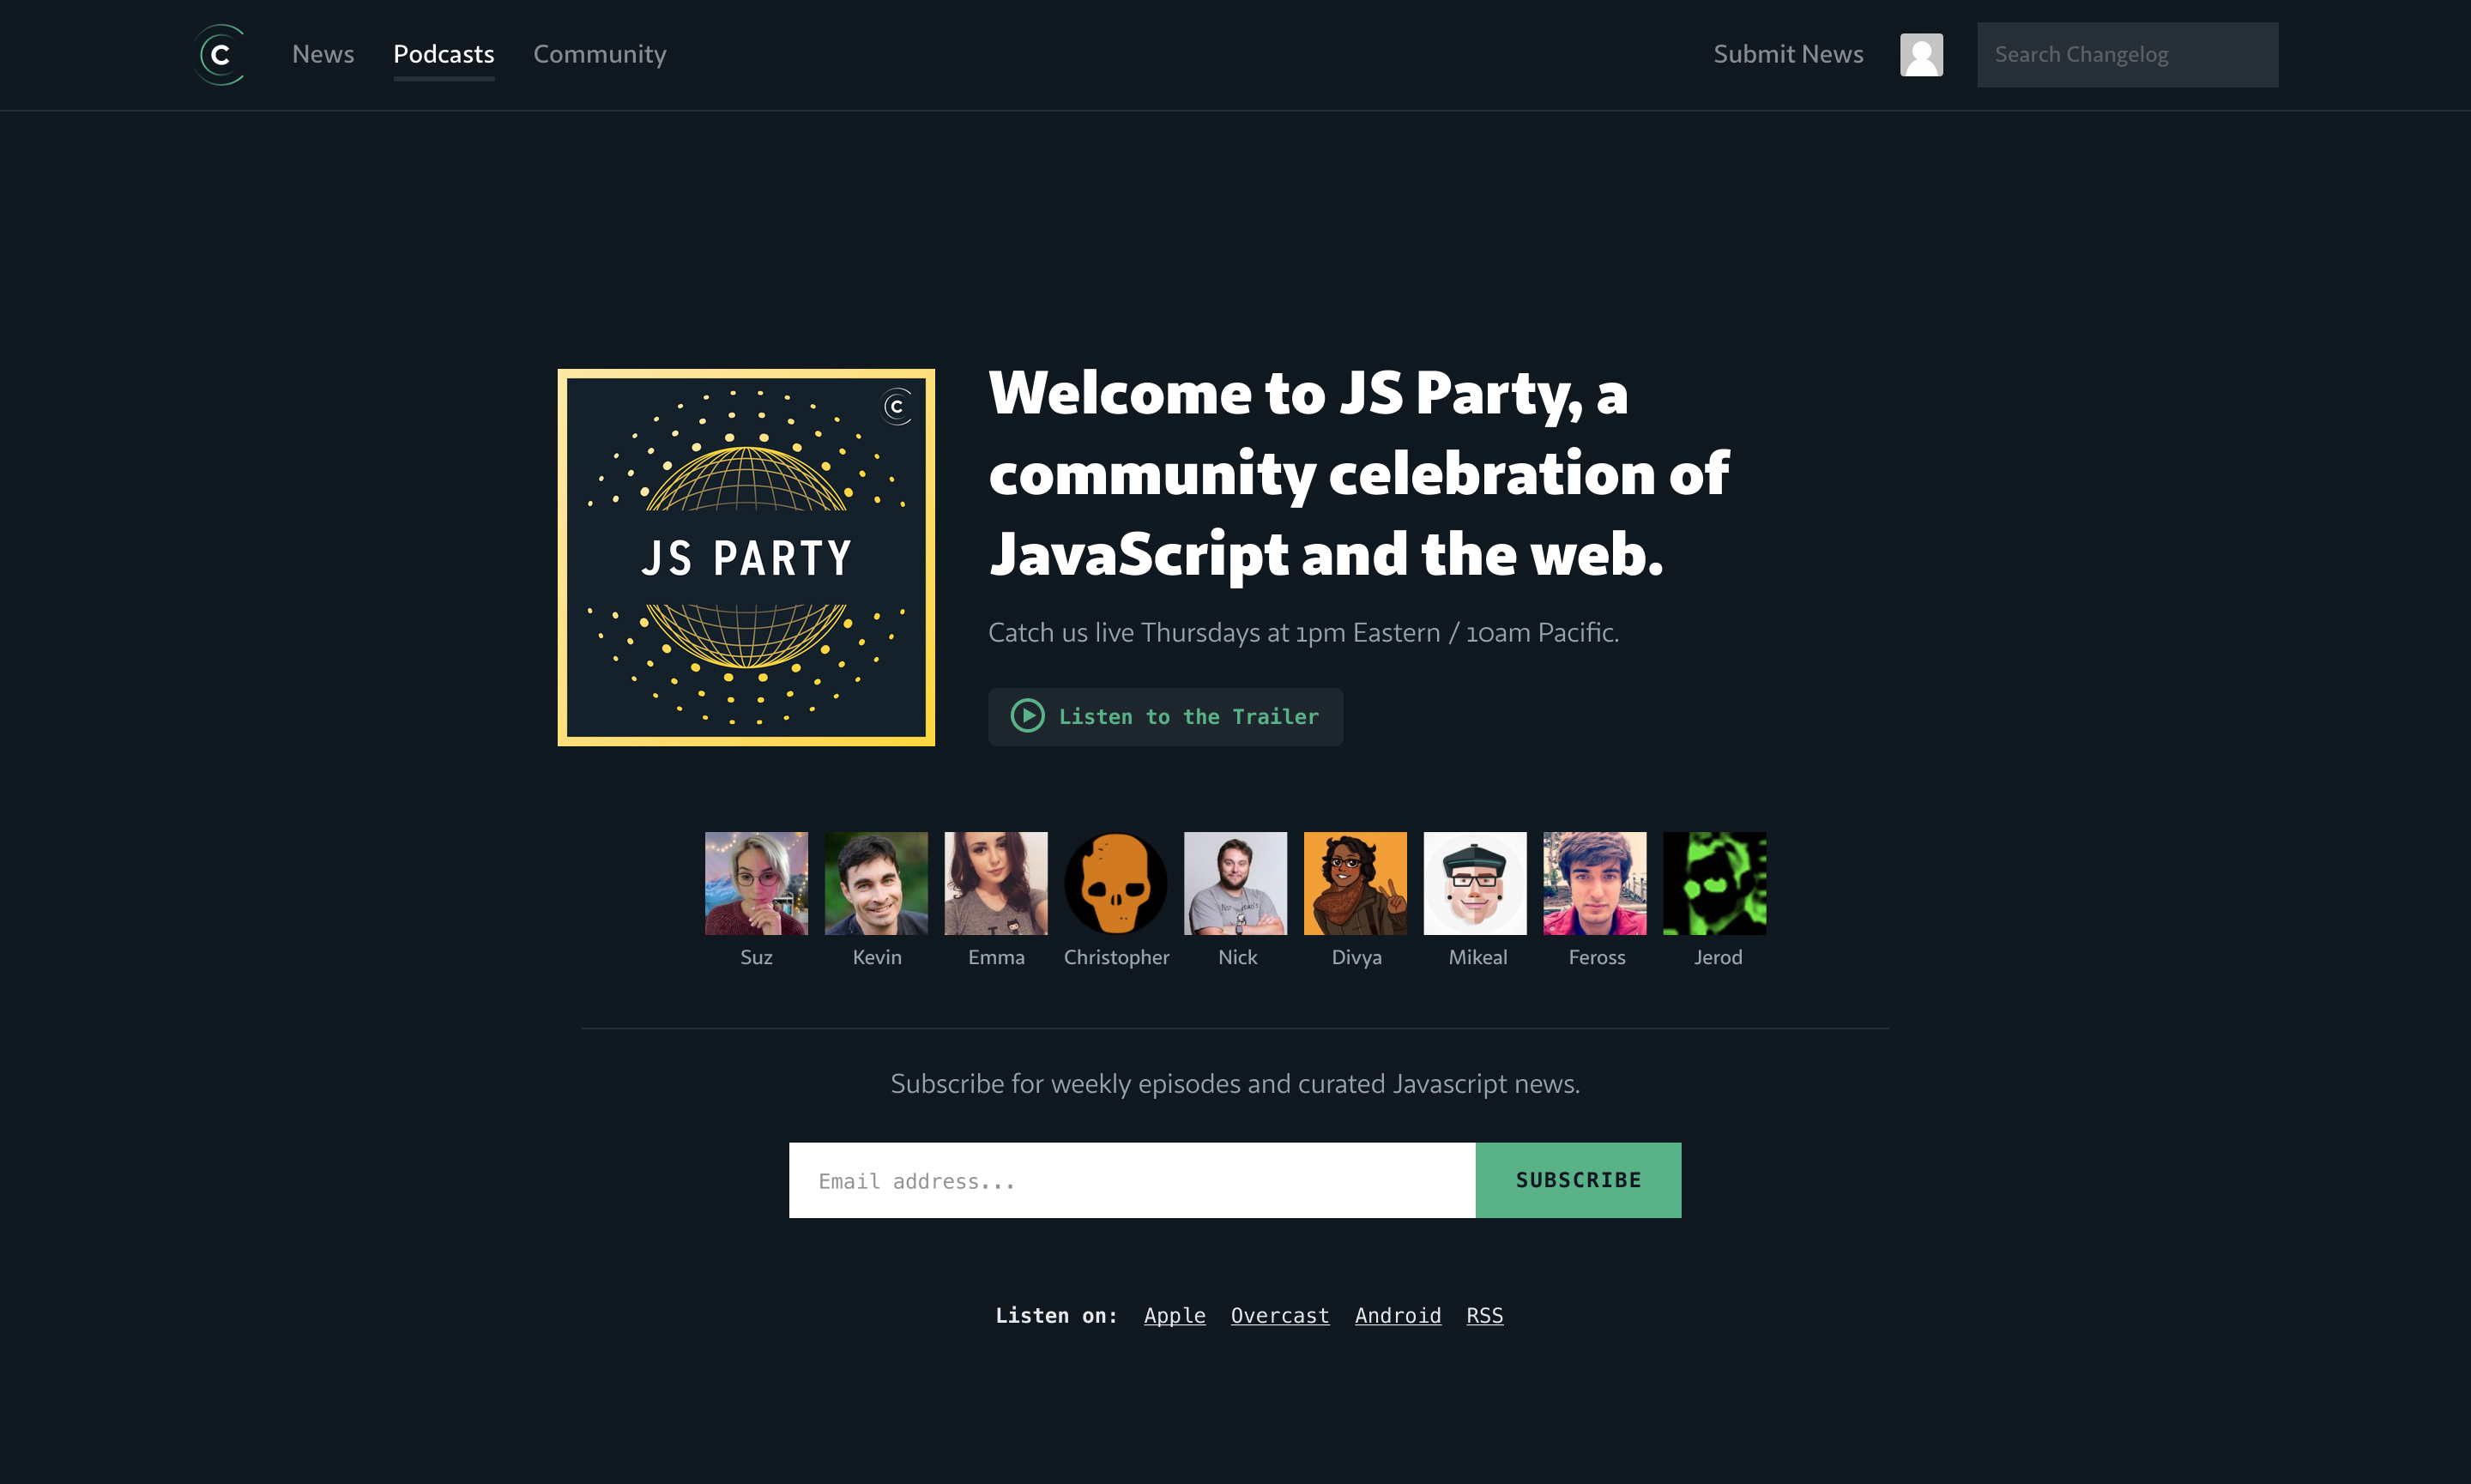 C
News
Podcasts
Community
Submit News
Search Changelog
C
JS PARTY
Welcome to JS Party, a
community celebration of
JavaScript and the web.
Catch us live Thursdays at 1pm Eastern / 10am Pacific.
Listen to the Trailer
Suz
Kevin
Emma
Christopher
Nick
Divya
Mikeal
Feross
Jerod
Subscribe for weekly episodes and curated Javascript news.
Email address...
SUBSCRIBE
Listen on: Apple Overcast Android RSS